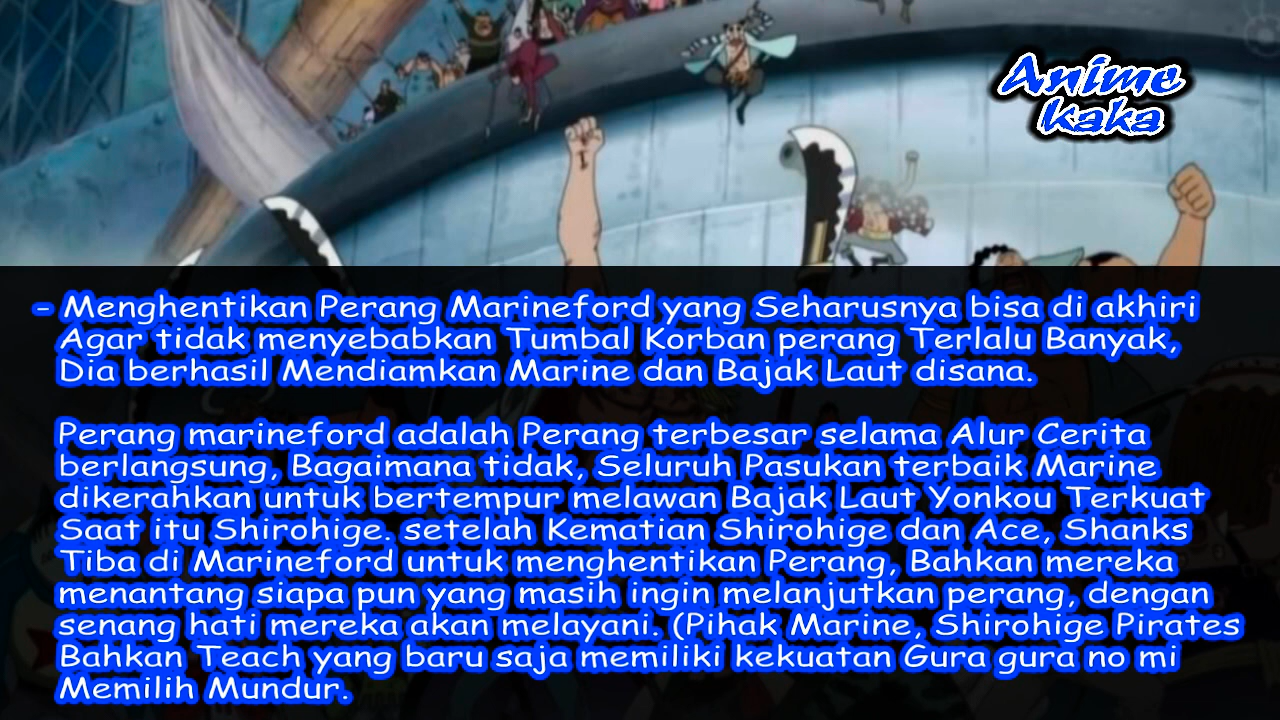 Anime
kaka
- Menghentikan Perang Marineford yang Seharusnya bisa di akhiri
Agar tidak menyebabkan Tumbal Korban perang Terlalu Banyak,
Dia berhasil Mendiamkan Marine dan Bajak Laut disana.
Perang marineford adalah Perang terbesar selama Alur Cerita
berlangsung, Bagaimana tidak, Seluruh Pasukan terbaik Marine
dikerahkan untuk bertempur melawan Bajak Laut Yonkou Terkuat
Saat itu Shirohige. setelah Kematian Shirohige dan Ace, Shanks
Tiba di Marineford untuk menghentikan Perang, Bahkan mereka
menantang siapa pun yang masih ingin melanjutkan perang, dengan
senang hati mereka akan melayani. (Pihak Marine, Shirohige Pirates
Bahkan Teach yang baru saja memiliki kekuatan Gura gura no mi
Memilih Mundur.